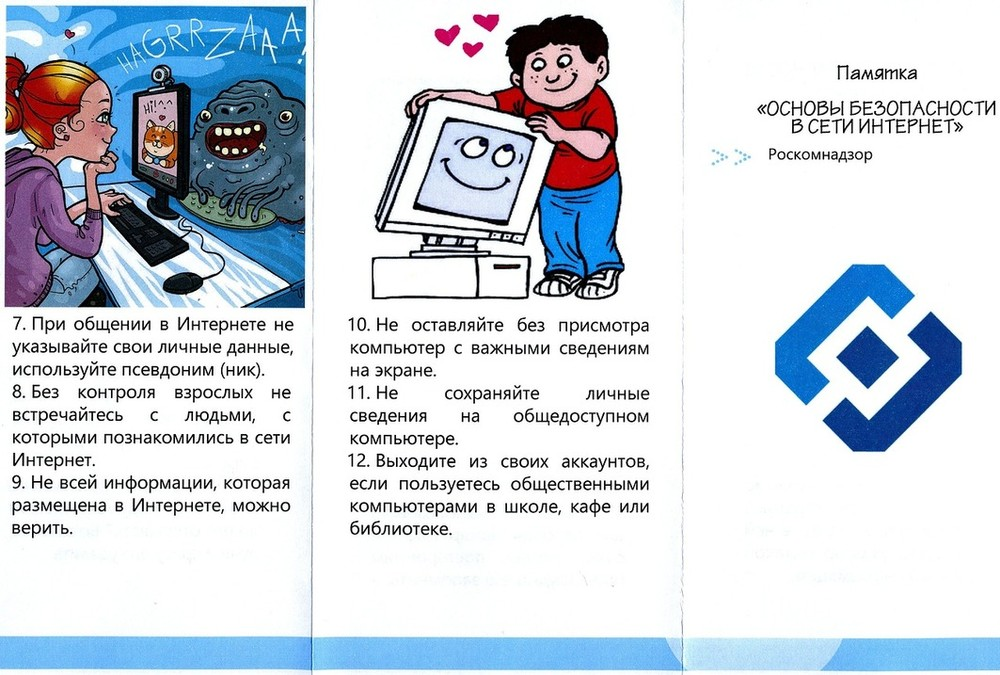 HAGRRZAAA!
Hi!^^
7. При общении в Интернете не
указывайте свои личные данные,
используйте псевдоним (ник).
8. Без контроля взрослых не
встречайтесь с людьми, с
которыми познакомились в сети
Интернет.
9. Не всей информации, которая
размещена в Интернете, можно
верить.
10. Не оставляйте без присмотра
компьютер с важными сведениям
на экране.
11. Не сохраняйте личные
сведения на общедоступном
компьютере.
12. Выходите из своих аккаунтов,
если пользуетесь общественными
компьютерами в школе, кафе или
библиотеке.
Памятка
«ОСНОВЫ БЕЗОПАСНОСТИ
В СЕТИ ИНТЕРНЕТ»
Роскомнадзор